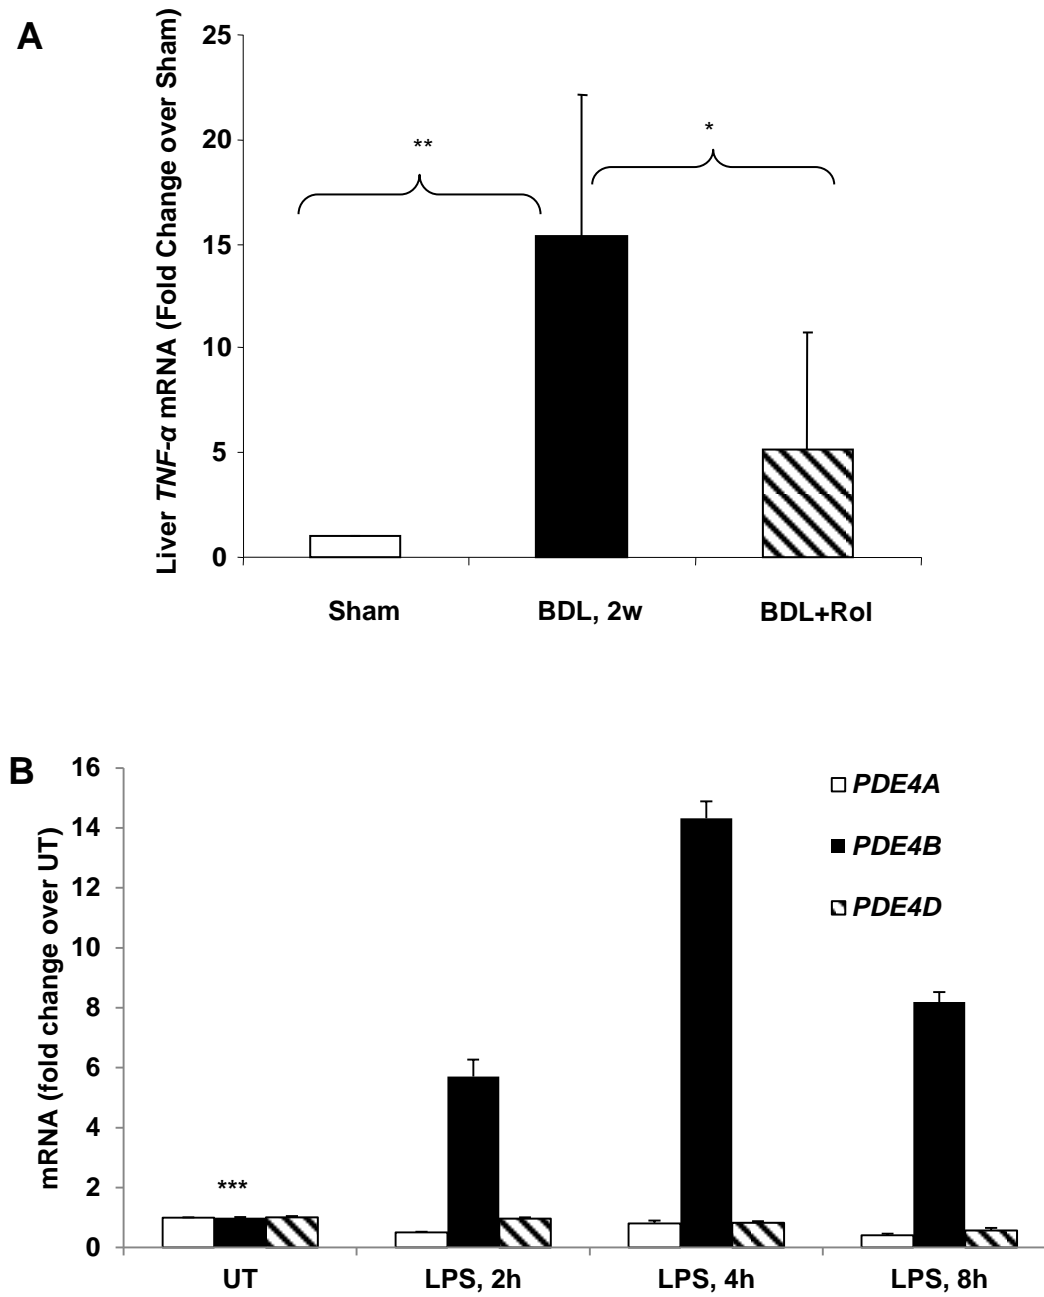 A
Liver TNF-α mRNA (Fold Change over Sham)
25
20
15
10
5
0
**
*
Sham
BDL, 2w
BDL+Rol
B
mRNA (fold change over UT)
16
14
12
10
8
6
4
2
0
PDE4A
PDE4B
PDE4D
***
UT
LPS, 2h
LPS, 4h
LPS, 8h